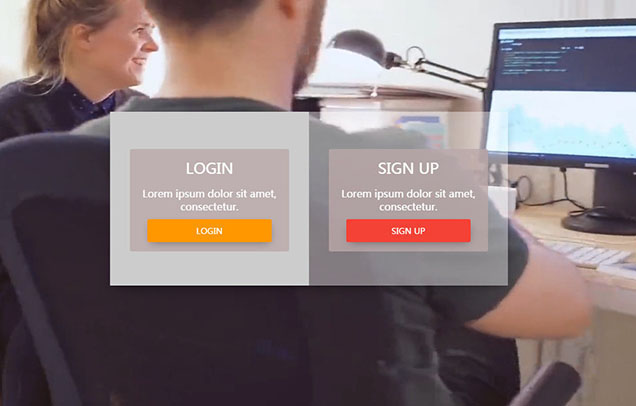 LOGIN
Lorem ipsum dolor sit amet,
consectetur.
LOGIN
SIGN UP
Lorem ipsum dolor sit amet,
consectetur.
SIGN UP